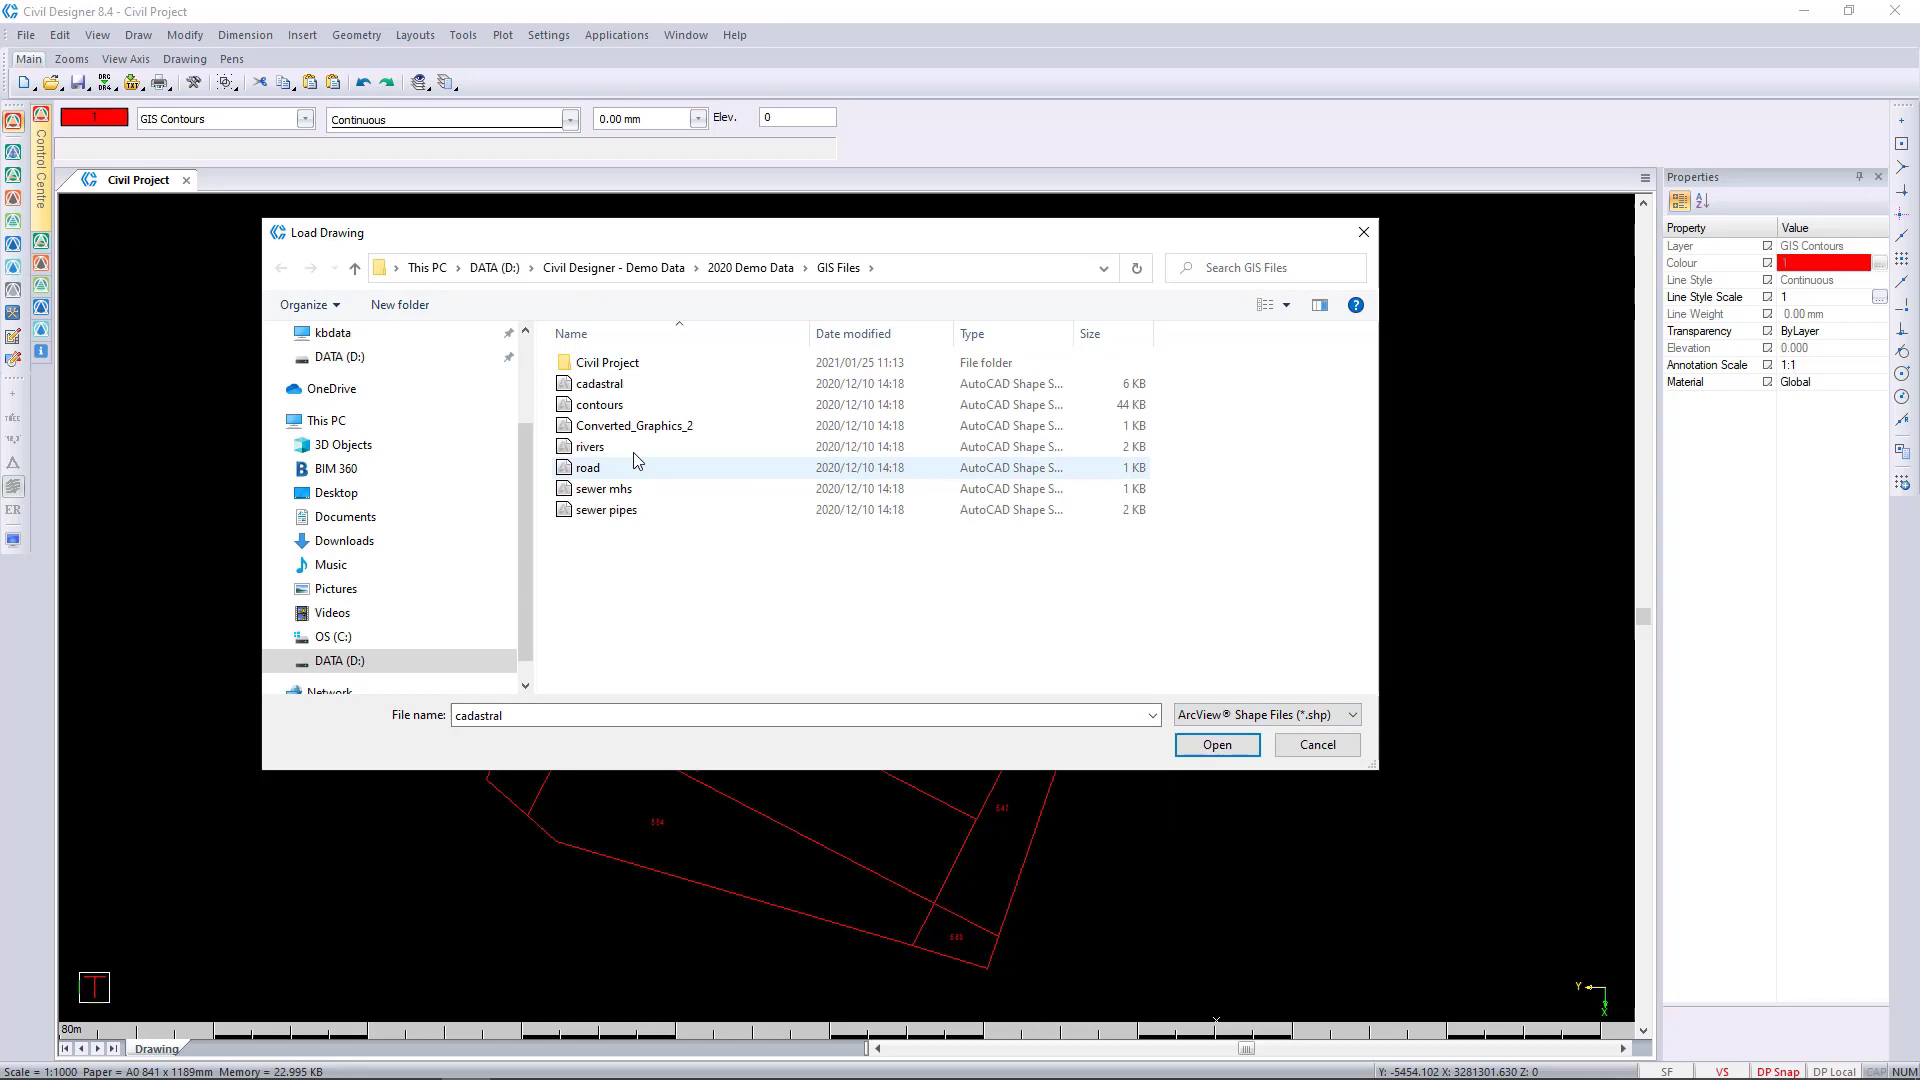 Civil Designer 8.4 - Civil Project
File Edit View Draw Modify Dimension Insert Geometry Layouts Tools Plot Settings Applications Window Help
Main Zooms View Axis Drawing Pens
1 GIS Contours Continuous 0.00 mm Elev. 0
Control Centre
Civil Project
Properties
Property Value
Layer GIS Contours
Colour 1
Line Style Continuous
Line Style Scale 1
Line Weight 0.00 mm
Transparency ByLayer
Elevation 0.000
Annotation Scale 1:1
Material Global
Load Drawing
This PC DATA (D:) Civil Designer - Demo Data 2020 Demo Data GIS Files
Search GIS Files
Organize New folder
kbdata
DATA (D:)
OneDrive
This PC
3D Objects
BIM 360
Desktop
Documents
Downloads
Music
Pictures
Videos
OS (C:)
DATA (D:)
Network
Name Date modified Type Size
Civil Project 2021/01/25 11:13 File folder
cadastral 2020/12/10 14:18 AutoCAD Shape S... 6 KB
contours 2020/12/10 14:18 AutoCAD Shape S... 44 KB
Converted_Graphics_2 2020/12/10 14:18 AutoCAD Shape S... 1 KB
rivers 2020/12/10 14:18 AutoCAD Shape S... 2 KB
road 2020/12/10 14:18 AutoCAD Shape S... 1 KB
sewer mhs 2020/12/10 14:18 AutoCAD Shape S... 1 KB
sewer pipes 2020/12/10 14:18 AutoCAD Shape S... 2 KB
File name: cadastral
ArcView® Shape Files (*.shp)
Open Cancel
ER
Y
X
80m
Drawing
Scale = 1:1000 Paper = A0 841 x 1189mm Memory = 22.995 KB
Y: -5454.102 X: 3281301.630 Z: 0
SF VS DP Snap DP Local CAP NUM